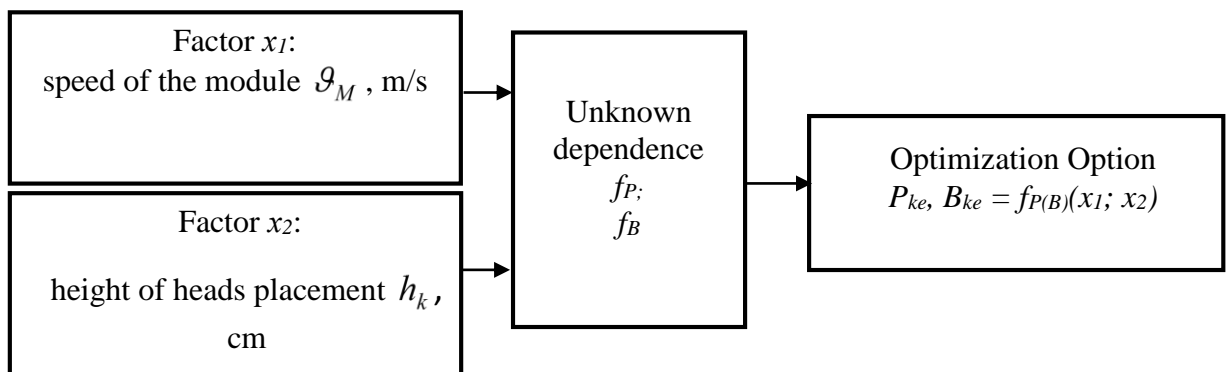 Factor x1:
speed of the module 𝜗M , m/s
Factor x2:
height of heads placement hk,
cm
Unknown
dependence
fP;
fB
Optimization Option
Pke, Bke = fP(B)(x1; x2)